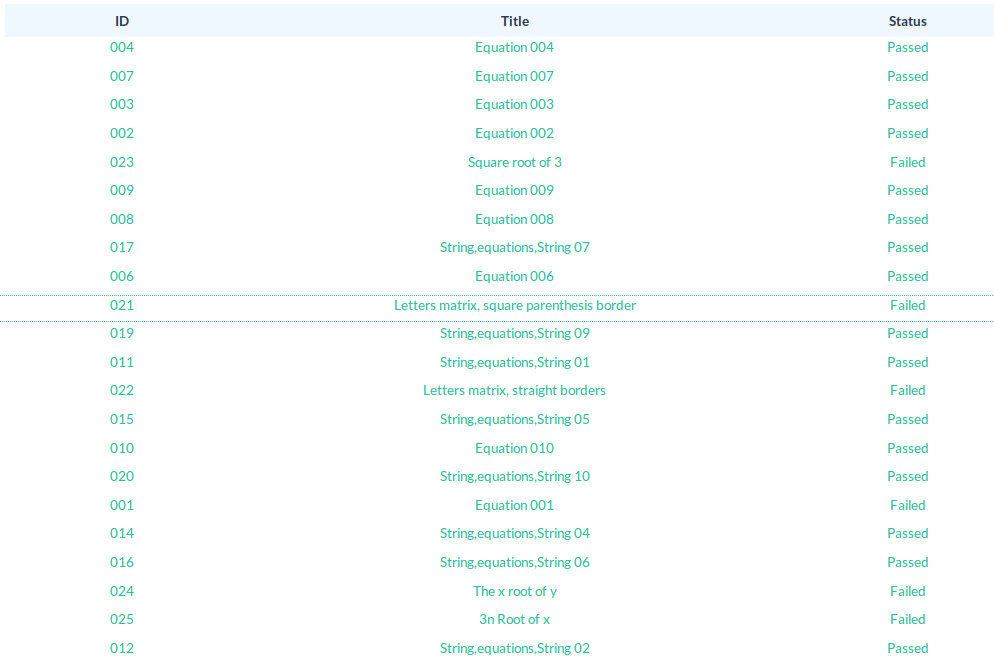 ID Title Status
004 Equation 004 Passed
007 Equation 007 Passed
003 Equation 003 Passed
002 Equation 002 Passed
023 Square root of 3 Failed
009 Equation 009 Passed
008 Equation 008 Passed
017 String,equations,String 07 Passed
006 Equation 006 Passed
021 Letters matrix, square parenthesis border Failed
019 String,equations,String 09 Passed
011 String,equations,String 01 Passed
022 Letters matrix, straight borders Failed
015 String,equations,String 05 Passed
010 Equation 010 Passed
020 String,equations,String 10 Passed
001 Equation 001 Failed
014 String,equations,String 04 Passed
016 String,equations,String 06 Passed
024 The x root of y Failed
025 3n Root of x Failed
012 String,equations,String 02 Passed